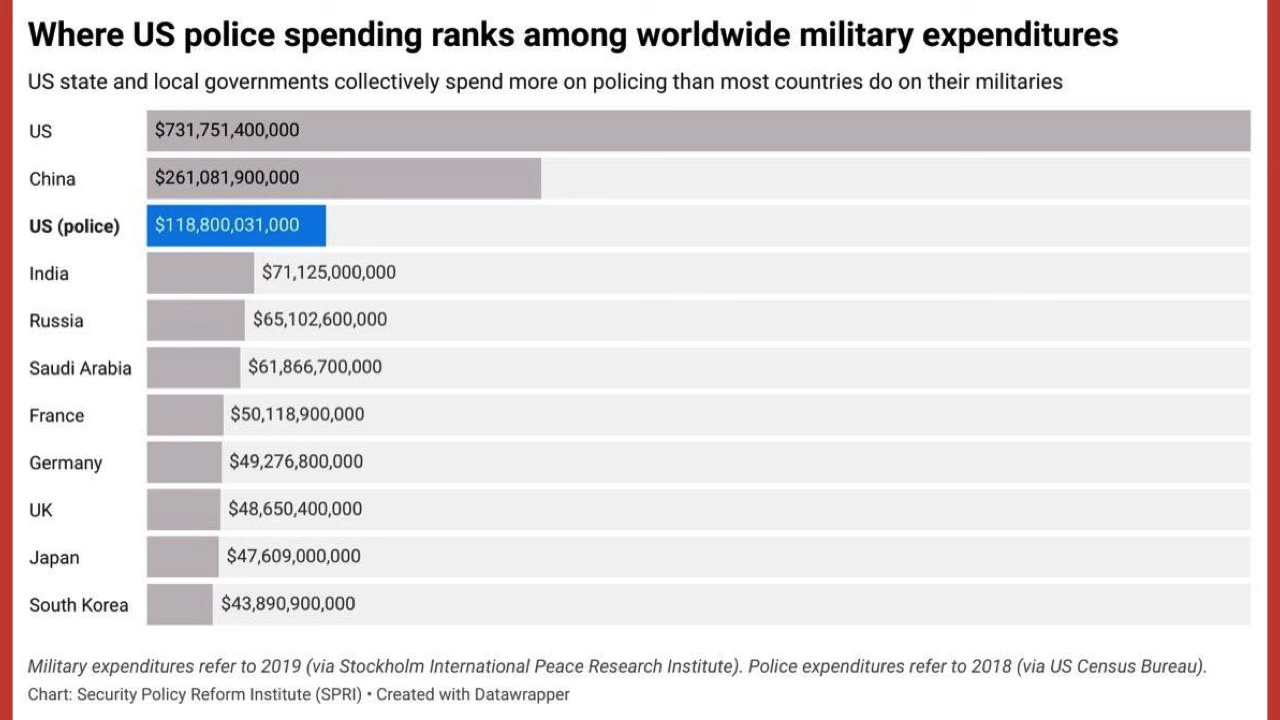 Where US police spending ranks among worldwide military expenditures
US state and local governments collectively spend more on policing than most countries do on their militaries
US $731,751,400,000
China $261,081,900,000
US (police) $118,800,031,000
India $71,125,000,000
Russia $65,102,600,000
Saudi Arabia $61,866,700,000
France $50,118,900,000
Germany $49,276,800,000
UK $48,650,400,000
Japan $47,609,000,000
South Korea $43,890,900,000
Military expenditures refer to 2019 (via Stockholm International Peace Research Institute). Police expenditures refer to 2018 (via US Census Bureau).
Chart: Security Policy Reform Institute (SPRI) • Created with Datawrapper